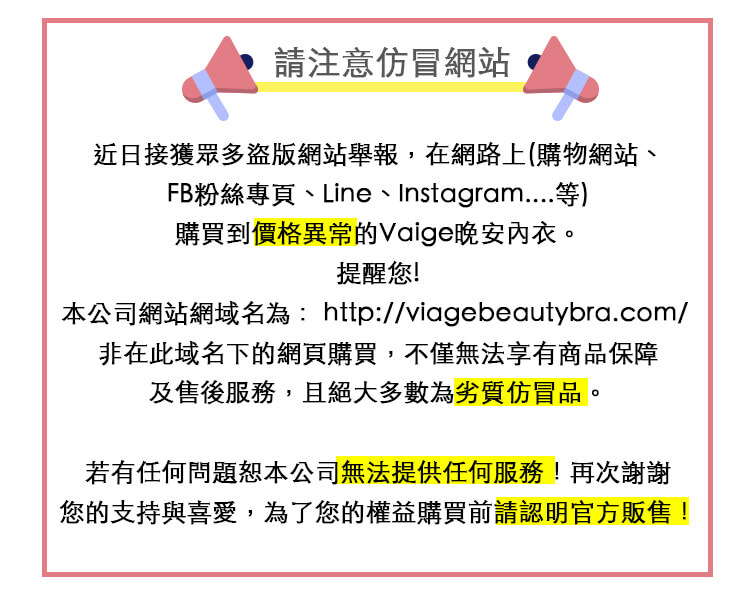 請注意仿冒網站
近日接獲眾多盜版網站舉報，在網路上(購物網站、
FB粉絲專頁、Line、Instagram....等)
購買到價格異常的Vaige晚安內衣。
提醒您!
本公司網站網域名為： http://viagebeautybra.com/
非在此域名下的網頁購買，不僅無法享有商品保障
及售後服務，且絕大多數為劣質仿冒品。
若有任何問題恕本公司無法提供任何服務！再次謝謝
您的支持與喜愛，為了您的權益購買前請認明官方販售！